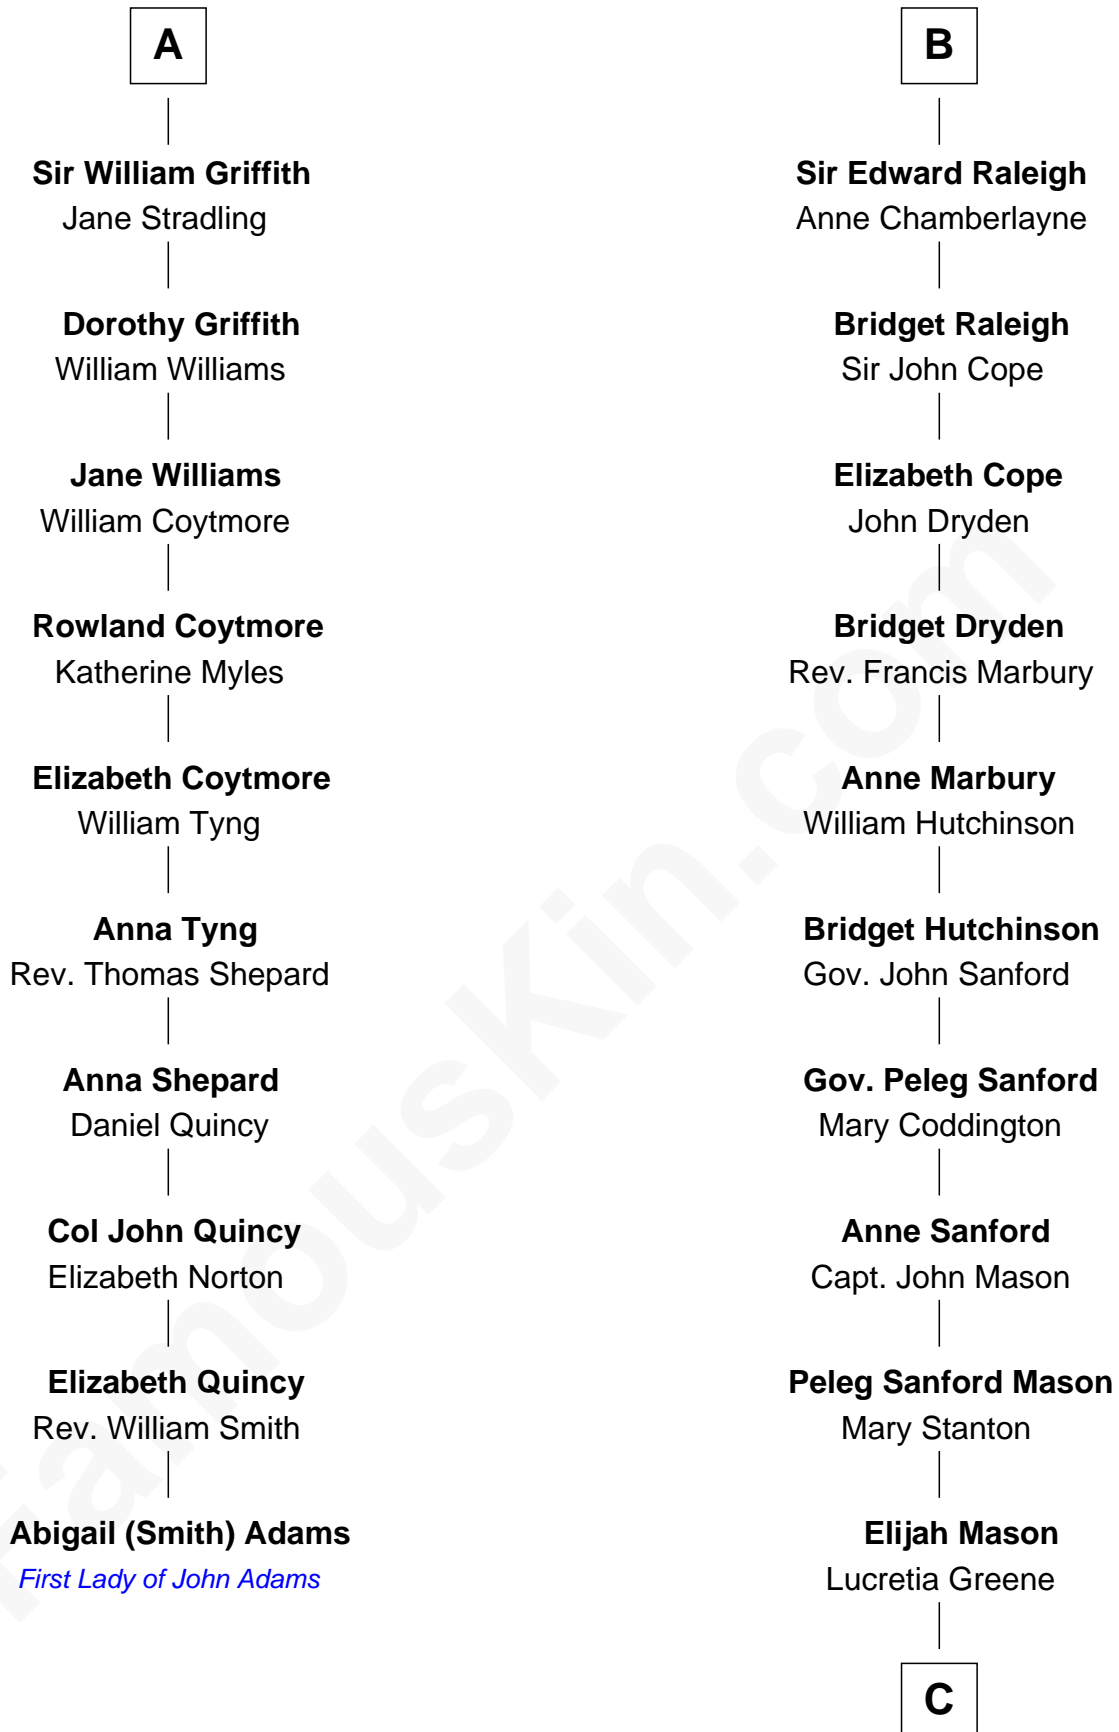 A
Sir William Griffith
Jane Stradling
Dorothy Griffith
William Williams
Jane Williams
William Coytmore
Rowland Coytmore
Katherine Myles
Elizabeth Coytmore
William Tyng
Anna Tyng
Rev. Thomas Shepard
Anna Shepard
Daniel Quincy
Col John Quincy
Elizabeth Norton
Elizabeth Quincy
Rev. William Smith
Abigail (Smith) Adams
First Lady of John Adams
B
Sir Edward Raleigh
Anne Chamberlayne
Bridget Raleigh
Sir John Cope
Elizabeth Cope
John Dryden
Bridget Dryden
Rev. Francis Marbury
Anne Marbury
William Hutchinson
Bridget Hutchinson
Gov. John Sanford
Gov. Peleg Sanford
Mary Coddington
Anne Sanford
Capt. John Mason
Peleg Sanford Mason
Mary Stanton
Elijah Mason
Lucretia Greene
C
FamousKin.com